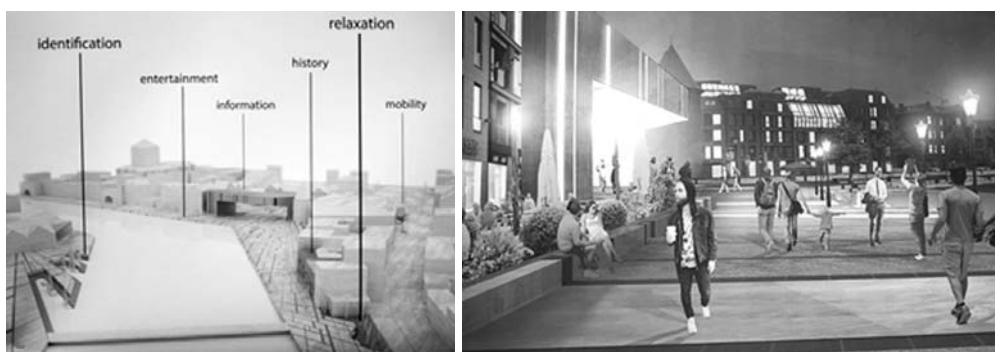 identification
entertainment
information
history
relaxation
mobility